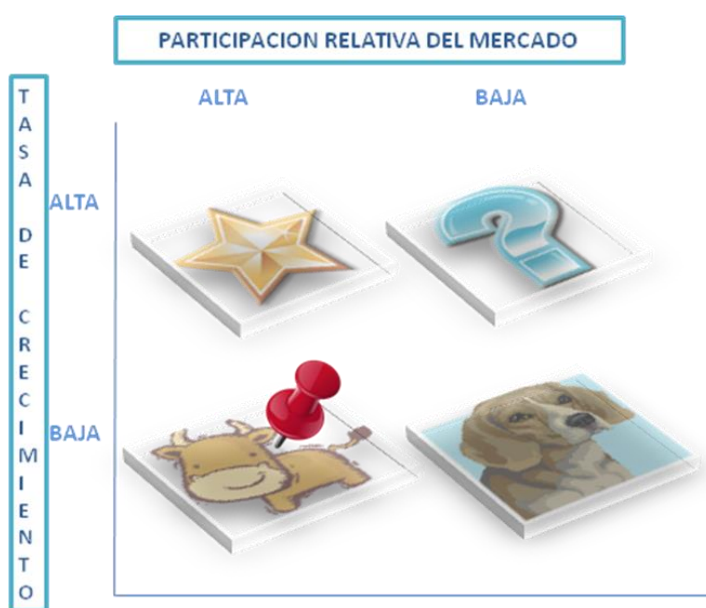 PARTICIPACION RELATIVA DEL MERCADO
ALTA BAJA
TASA DE CRECIMIENTO
ALTA
BAJA